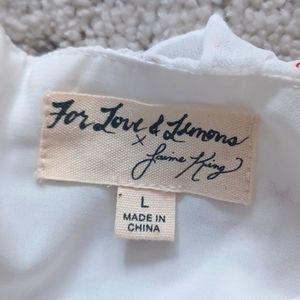 For Love & Lemons
x
Jaime King
L
MADE IN
CHINA